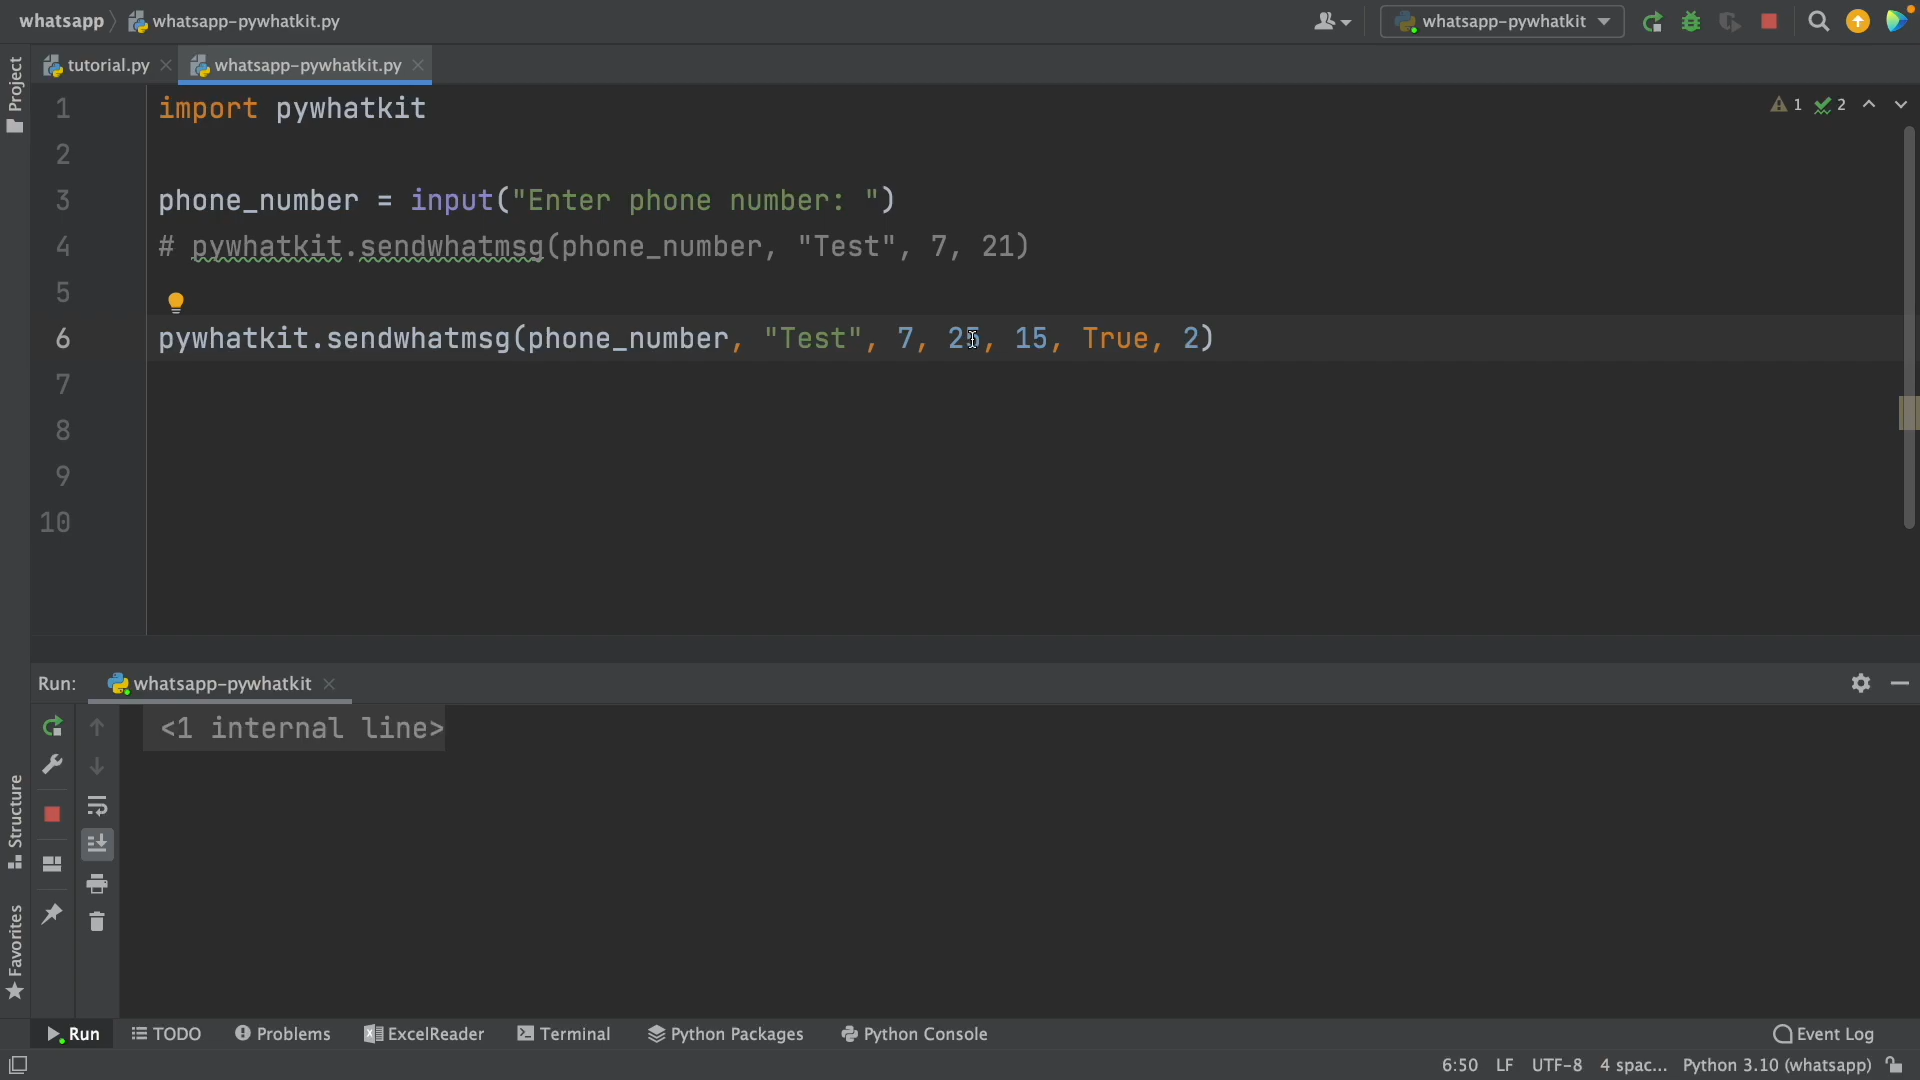 whatsapp whatsapp-pywhatkit.py whatsapp-pywhatkit
tutorial.py whatsapp-pywhatkit.py
Project
1 import pywhatkit 1 2
2
3 phone_number = input("Enter phone number: ")
4 # pywhatkit.sendwhatmsg(phone_number, "Test", 7, 21)
5
6 pywhatkit.sendwhatmsg(phone_number, "Test", 7, 25, 15, True, 2)
7
8
9
10
Run: whatsapp-pywhatkit
<1 internal line>
Structure
Favorites
Run TODO Problems ExcelReader Terminal Python Packages Python Console Event Log
6:50 LF UTF-8 4 spac... Python 3.10 (whatsapp)